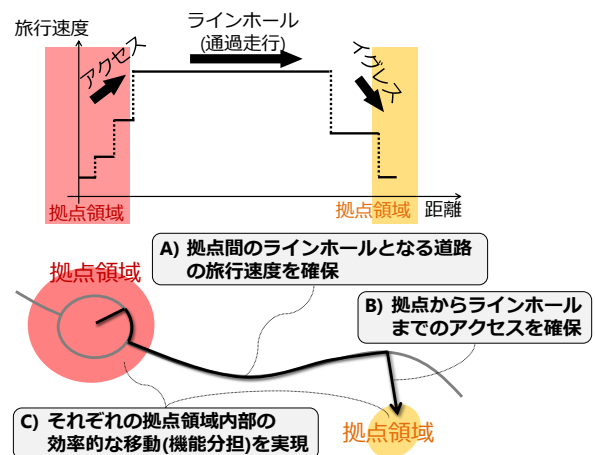 旅行速度
ラインホール
(通過走行)
アクセス
イグレス
拠点領域
拠点領域
距離
A) 拠点間のラインホールとなる道路
の旅行速度を確保
拠点領域
B) 拠点からラインホール
までのアクセスを確保
C) それぞれの拠点領域内部の
効率的な移動(機能分担)を実現
拠点領域